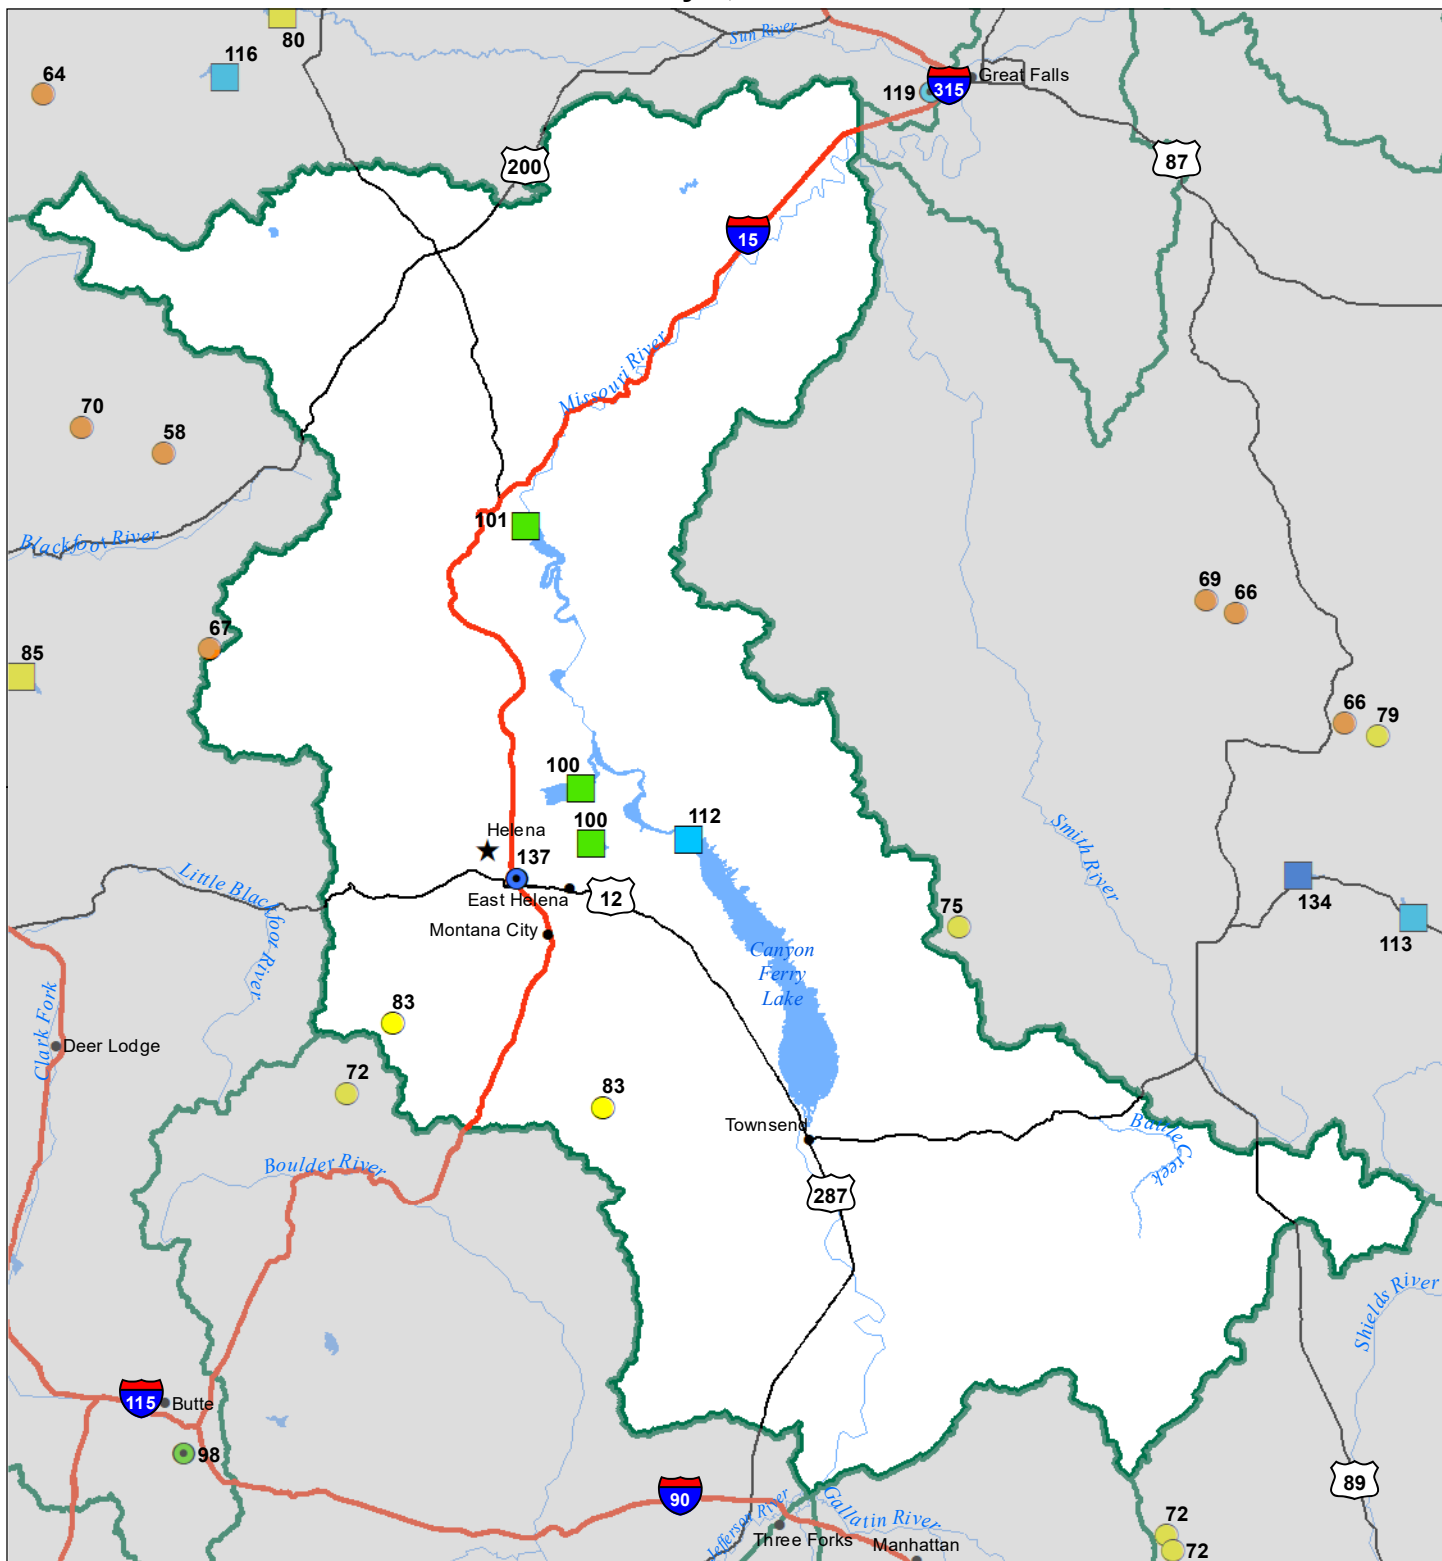 Sun River
80
116
64
119
315
Great Falls
200
87
15
Missouri River
70
58
101
Blackfoot River
69
66
67
85
66
79
100
112
100
Helena
137
Smith River
Little Blackfoot River
East Helena
12
134
75
Montana City
113
Canyon
Ferry
Lake
83
Clark Fork
Deer Lodge
72
83
Townsend
Battle Creek
Boulder River
287
Shields River
115
Butte
98
89
90
Jefferson River
Gallatin River
Three Forks
Manhattan
72
72